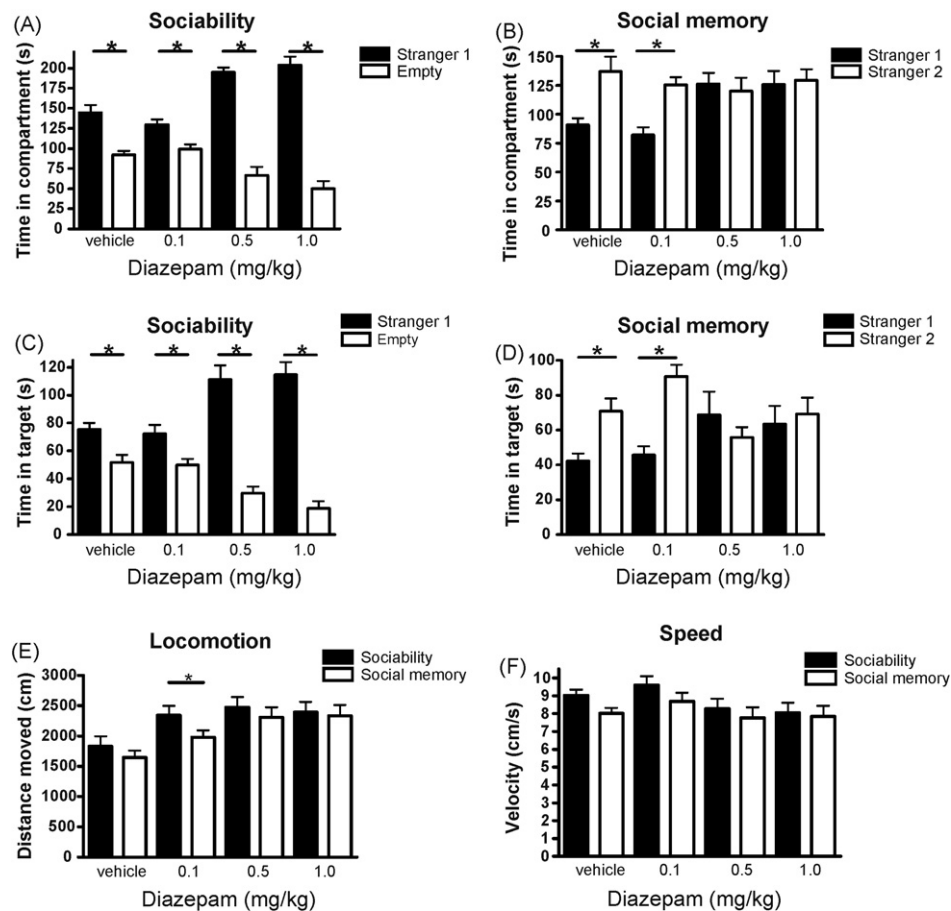 (A)
Sociability
Stranger 1
Empty
* * * *
Time in compartment (s)
200
175
150
125
100
75
50
25
0
vehicle 0.1 0.5 1.0
Diazepam (mg/kg)
(B)
Social memory
Stranger 1
Stranger 2
* *
Time in compartment (s)
150
125
100
75
50
25
0
vehicle 0.1 0.5 1.0
Diazepam (mg/kg)
(C)
Sociability
Stranger 1
Empty
* * * *
Time in target (s)
120
100
80
60
40
20
0
vehicle 0.1 0.5 1.0
Diazepam (mg/kg)
(D)
Social memory
Stranger 1
Stranger 2
* *
Time in target (s)
100
80
60
40
20
0
vehicle 0.1 0.5 1.0
Diazepam (mg/kg)
(E)
Locomotion
Sociability
Social memory
*
Distance moved (cm)
3000
2500
2000
1500
1000
500
0
vehicle 0.1 0.5 1.0
Diazepam (mg/kg)
(F)
Speed
Sociability
Social memory
Velocity (cm/s)
10
9
8
7
6
5
4
3
2
1
0
vehicle 0.1 0.5 1.0
Diazepam (mg/kg)